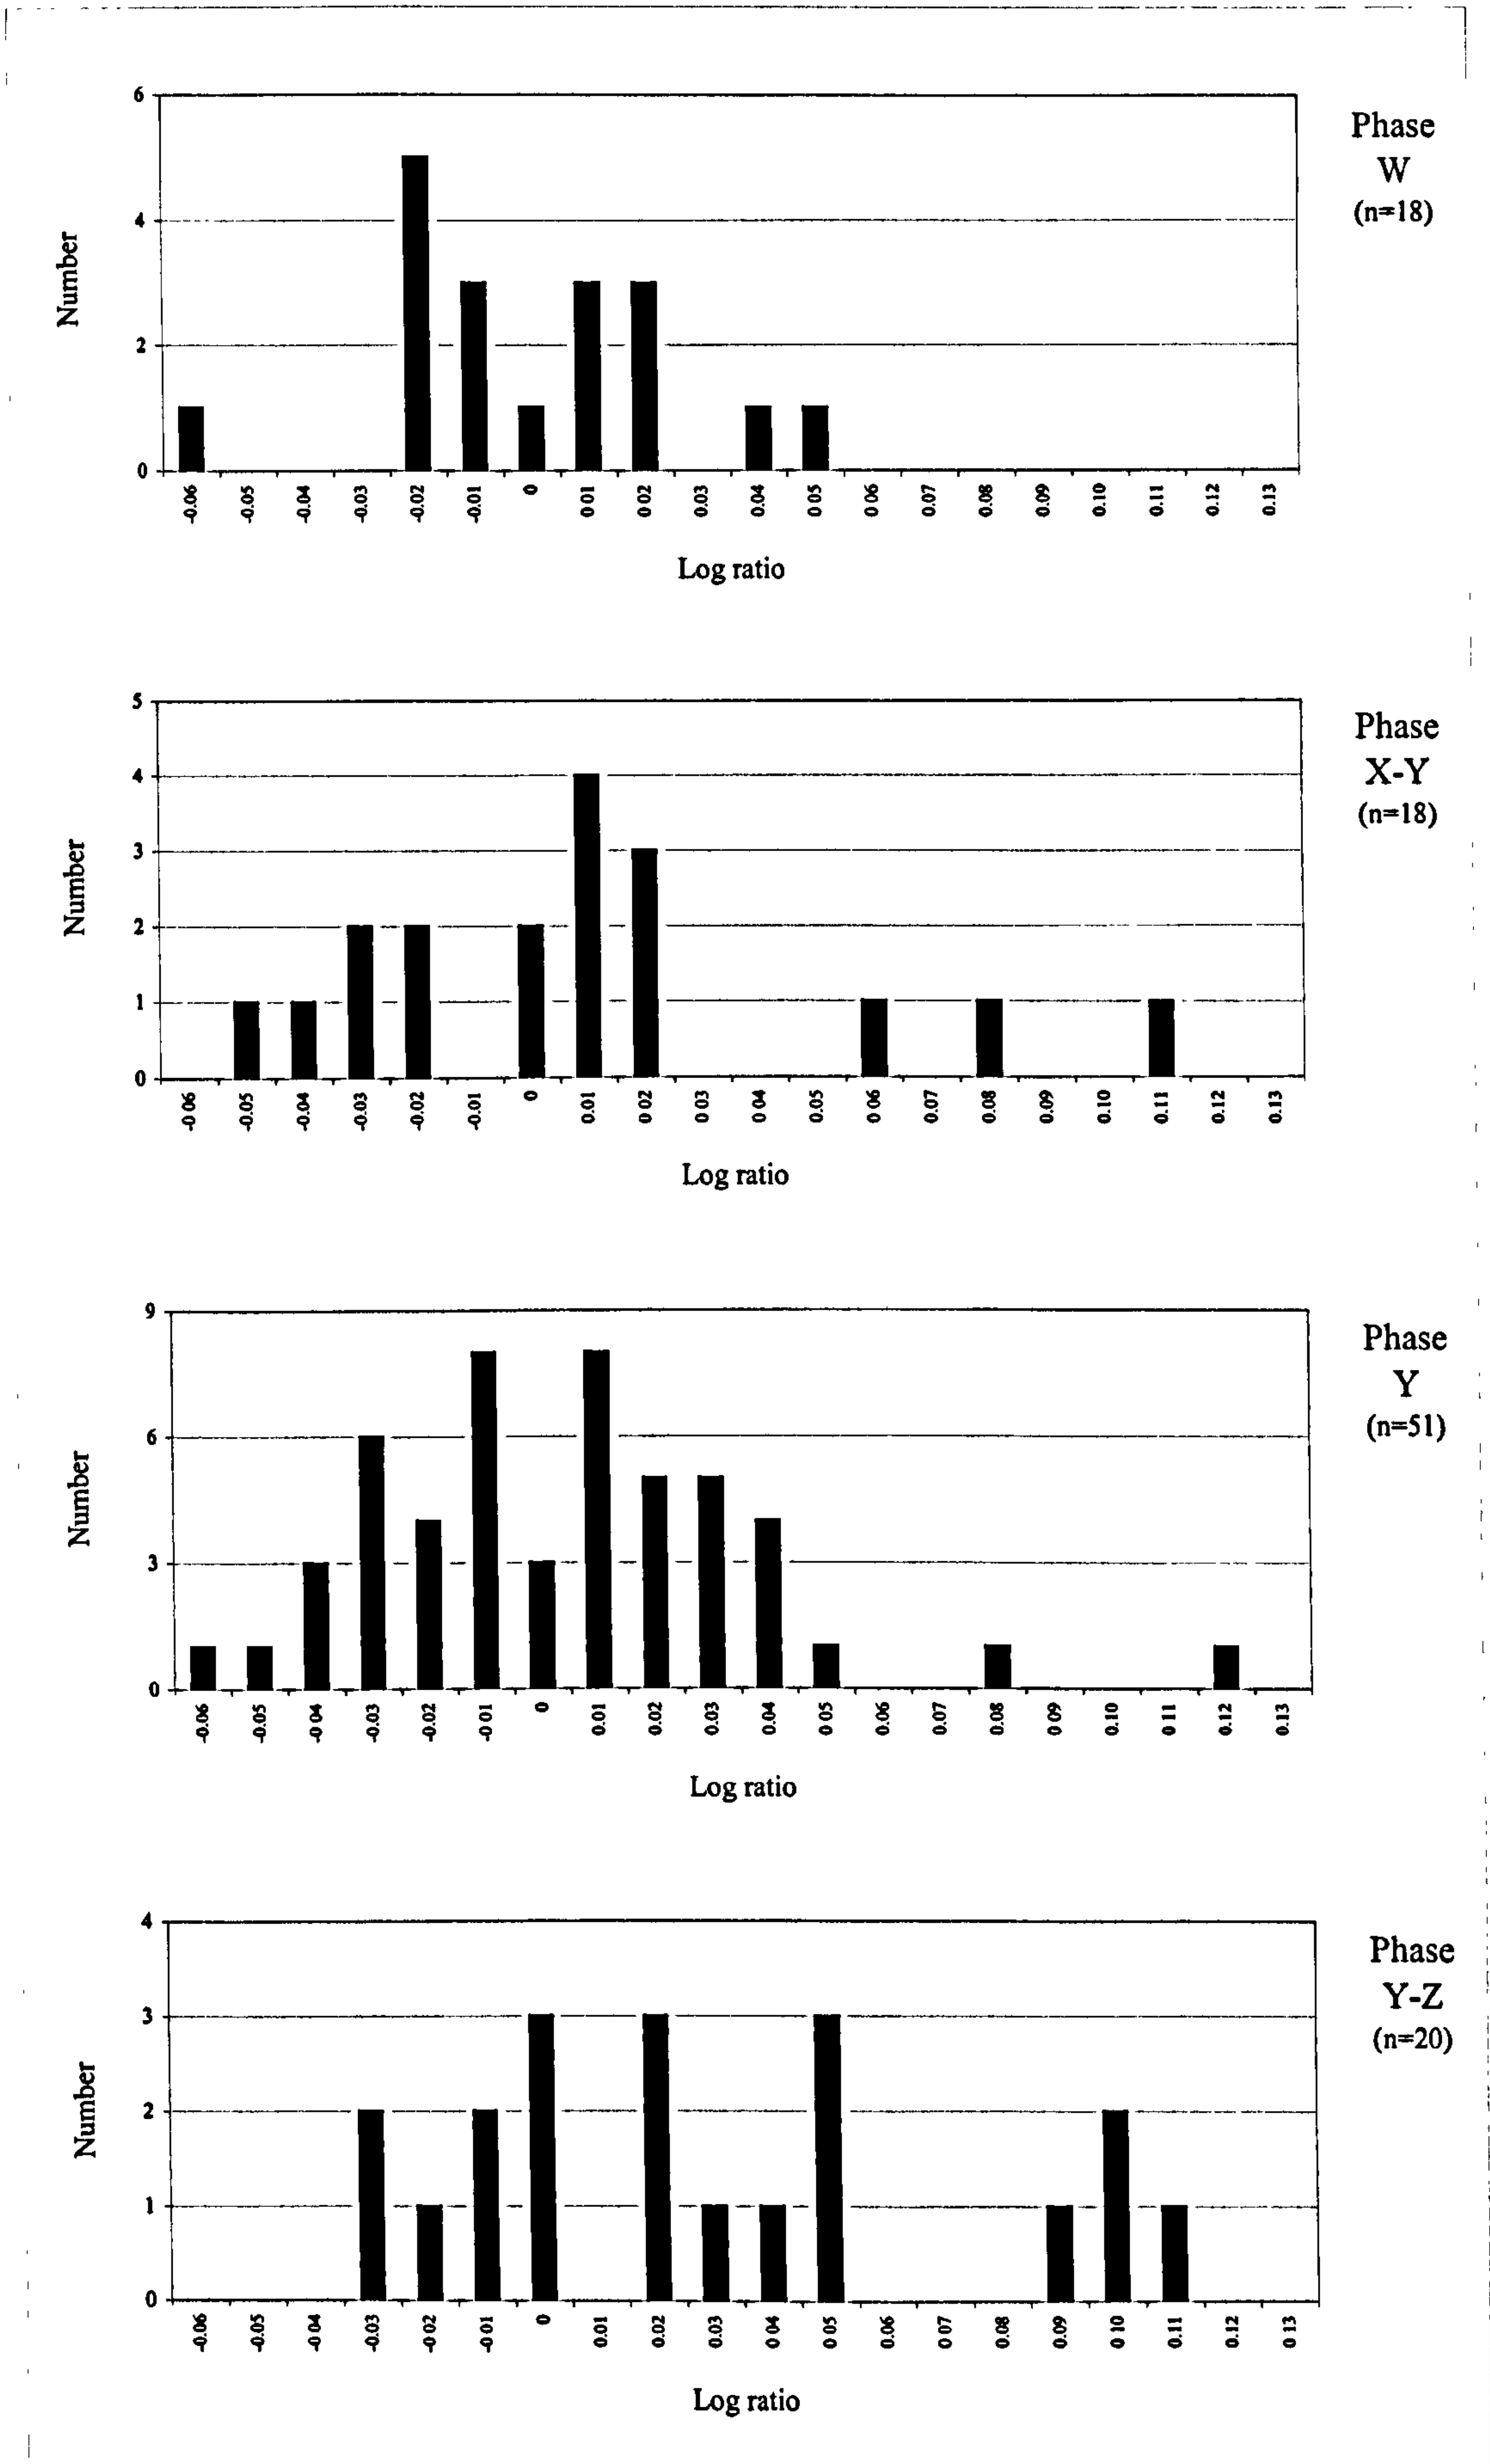 6
4
2
0
Number
-0.06 -0.05 -0.04 -0.03 -0.02 -0.01 0 0 01 0 02 0.03 0.04 0 05 0.06 0.07 0.08 0.09 0.10 0.11 0.12 0.13
Log ratio
Phase
W
(n=18)
5
4
3
2
1
0
Number
-0 06 -0.05 -0.04 -0.03 -0.02 -0.01 0 0.01 0 02 0 03 0 04 0.05 0 06 0.07 0.08 0.09 0.10 0.11 0.12 0.13
Log ratio
Phase
X-Y
(n=18)
9
6
3
0
Number
-0.06 -0.05 -0 04 -0.03 -0.02 -0 01 0 0.01 0.02 0.03 0.04 0 05 0.06 0.07 0.08 0 09 0.10 0 11 0.12 0.13
Log ratio
Phase
Y
(n=51)
4
3
2
1
0
Number
-0.06 -0.05 -0 04 -0.03 -0.02 -0 01 0 0.01 0.02 0.03 0 04 0 05 0 06 0 07 0.08 0.09 0 10 0.11 0.12 0 13
Log ratio
Phase
Y-Z
(n=20)